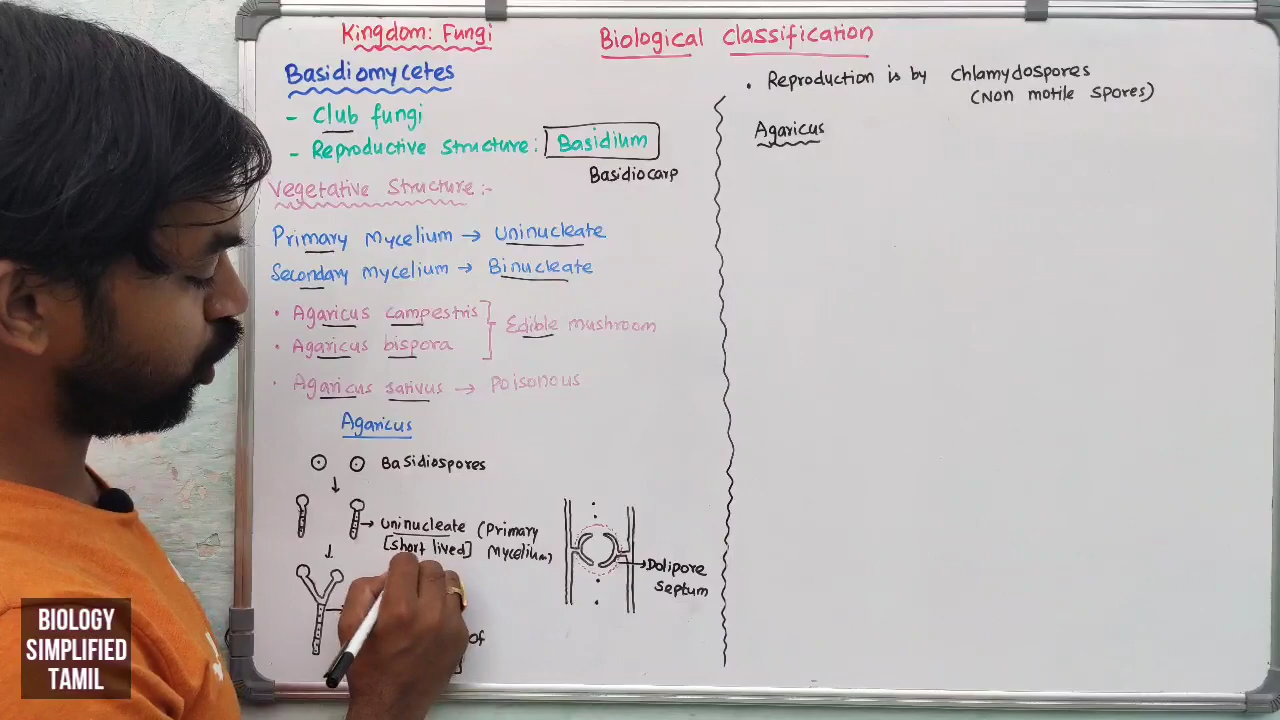 Kingdom: Fungi
Biological classification
Basidiomycetes
- Club fungi
- Reproductive structure: Basidium
Basidiocarp
Vegetative Structure:-
Primary Mycelium → Uninucleate
Secondary mycelium → Binucleate
• Agaricus campestris
• Agaricus bispora
Edible mushroom
• Agaricus sativus → Poisonous
Agaricus
Basidiospores
→ Uninucleate (Primary
[short lived] Mycelium)
of
→ Dolipore
septum
• Reproduction is by Chlamydospores
(Non motile spores)
Agaricus
BIOLOGY
SIMPLIFIED
TAMIL